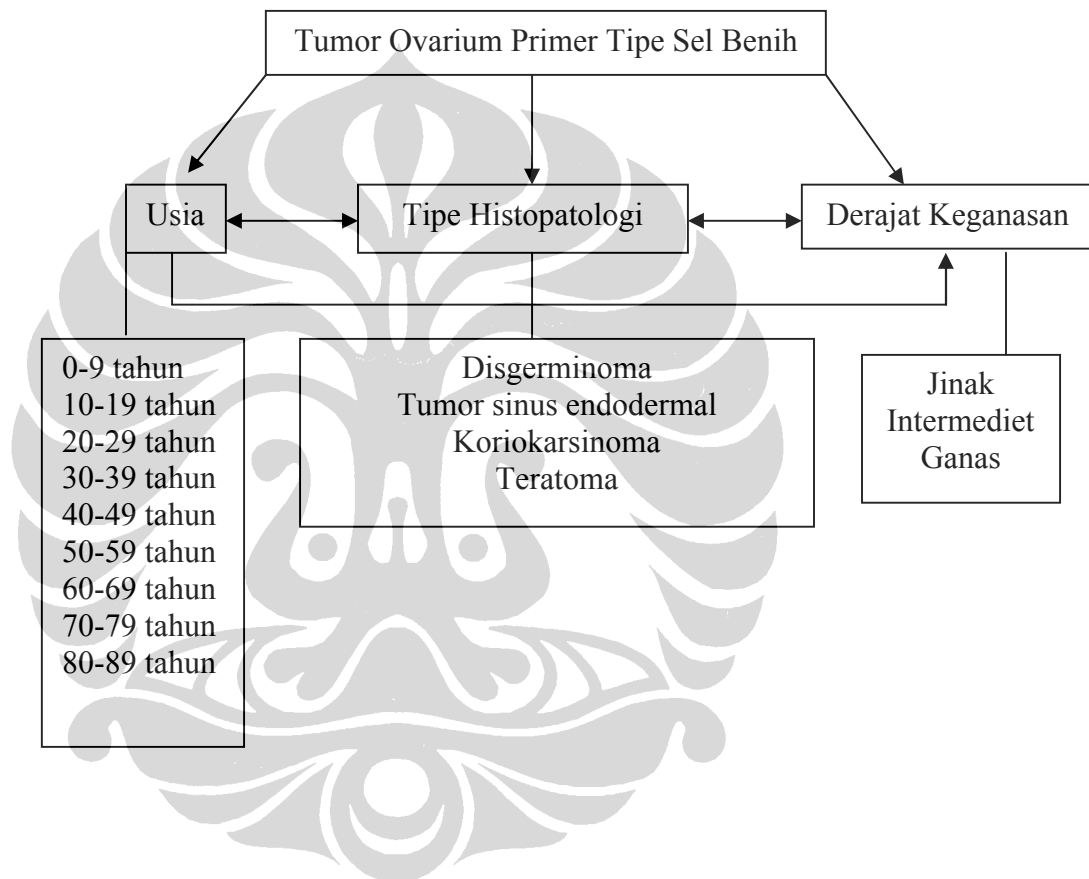 Tumor Ovarium Primer Tipe Sel Benih
Usia
Tipe Histopatologi
Derajat Keganasan
0-9 tahun
10-19 tahun
20-29 tahun
30-39 tahun
40-49 tahun
50-59 tahun
60-69 tahun
70-79 tahun
80-89 tahun
Disgerminoma
Tumor sinus endodermal
Koriokarsinoma
Teratoma
Jinak
Intermediet
Ganas